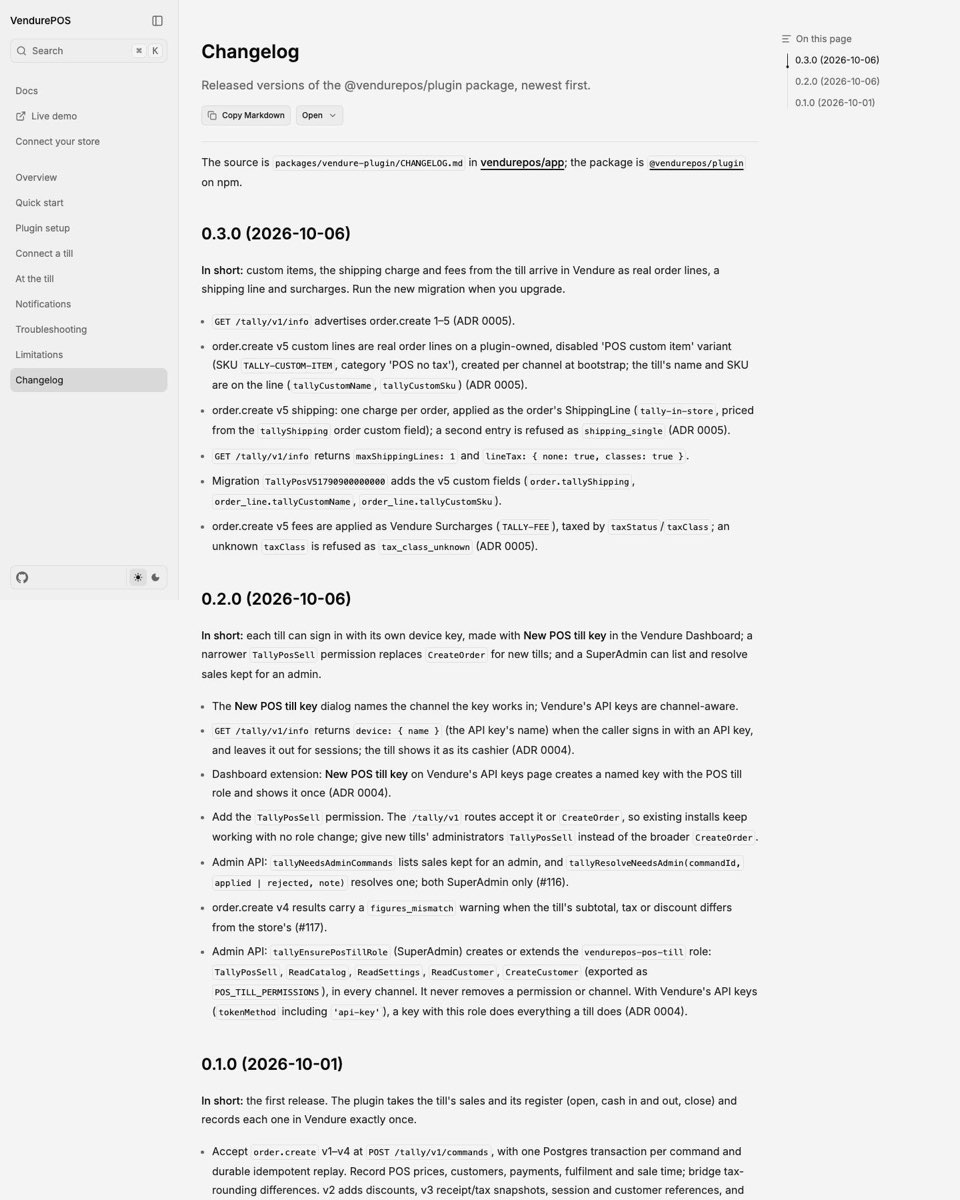 VendurePOS
Search ⌘ K
Docs
Live demo
Connect your store
Overview
Quick start
Plugin setup
Connect a till
At the till
Notifications
Troubleshooting
Limitations
Changelog
Changelog
Released versions of the @vendurepos/plugin package, newest first.
Copy Markdown Open
The source is packages/vendure-plugin/CHANGELOG.md in vendurepos/app; the package is @vendurepos/plugin
on npm.
0.3.0 (2026-10-06)
In short: custom items, the shipping charge and fees from the till arrive in Vendure as real order lines, a
shipping line and surcharges. Run the new migration when you upgrade.
• GET /tally/v1/info advertises order.create 1–5 (ADR 0005).
• order.create v5 custom lines are real order lines on a plugin-owned, disabled 'POS custom item' variant
(SKU TALLY-CUSTOM-ITEM, category 'POS no tax'), created per channel at bootstrap; the till's name and SKU
are on the line (tallyCustomName, tallyCustomSku) (ADR 0005).
• order.create v5 shipping: one charge per order, applied as the order's ShippingLine (tally-in-store, priced
from the tallyShipping order custom field); a second entry is refused as shipping_single (ADR 0005).
• GET /tally/v1/info returns maxShippingLines: 1 and lineTax: { none: true, classes: true }.
• Migration TallyPosV51790900000000 adds the v5 custom fields (order.tallyShipping,
order_line.tallyCustomName, order_line.tallyCustomSku).
• order.create v5 fees are applied as Vendure Surcharges (TALLY-FEE), taxed by taxStatus/taxClass; an
unknown taxClass is refused as tax_class_unknown (ADR 0005).
0.2.0 (2026-10-06)
In short: each till can sign in with its own device key, made with New POS till key in the Vendure Dashboard; a
narrower TallyPosSell permission replaces CreateOrder for new tills; and a SuperAdmin can list and resolve
sales kept for an admin.
• The New POS till key dialog names the channel the key works in; Vendure's API keys are channel-aware.
• GET /tally/v1/info returns device: { name } (the API key's name) when the caller signs in with an API key,
and leaves it out for sessions; the till shows it as its cashier (ADR 0004).
• Dashboard extension: New POS till key on Vendure's API keys page creates a named key with the POS till
role and shows it once (ADR 0004).
• Add the TallyPosSell permission. The /tally/v1 routes accept it or CreateOrder, so existing installs keep
working with no role change; give new tills' administrators TallyPosSell instead of the broader CreateOrder.
• Admin API: tallyNeedsAdminCommands lists sales kept for an admin, and tallyResolveNeedsAdmin(commandId,
applied | rejected, note) resolves one; both SuperAdmin only (#116).
• order.create v4 results carry a figures_mismatch warning when the till's subtotal, tax or discount differs
from the store's (#117).
• Admin API: tallyEnsurePosTillRole (SuperAdmin) creates or extends the vendurepos-pos-till role:
TallyPosSell, ReadCatalog, ReadSettings, ReadCustomer, CreateCustomer (exported as
POS_TILL_PERMISSIONS), in every channel. It never removes a permission or channel. With Vendure's API keys
(tokenMethod including 'api-key'), a key with this role does everything a till does (ADR 0004).
0.1.0 (2026-10-01)
In short: the first release. The plugin takes the till's sales and its register (open, cash in and out, close) and
records each one in Vendure exactly once.
• Accept order.create v1–v4 at POST /tally/v1/commands, with one Postgres transaction per command and
durable idempotent replay. Record POS prices, customers, payments, fulfilment and sale time; bridge tax-
rounding differences. v2 adds discounts, v3 receipt/tax snapshots, session and customer references, and
On this page
0.3.0 (2026-10-06)
0.2.0 (2026-10-06)
0.1.0 (2026-10-01)